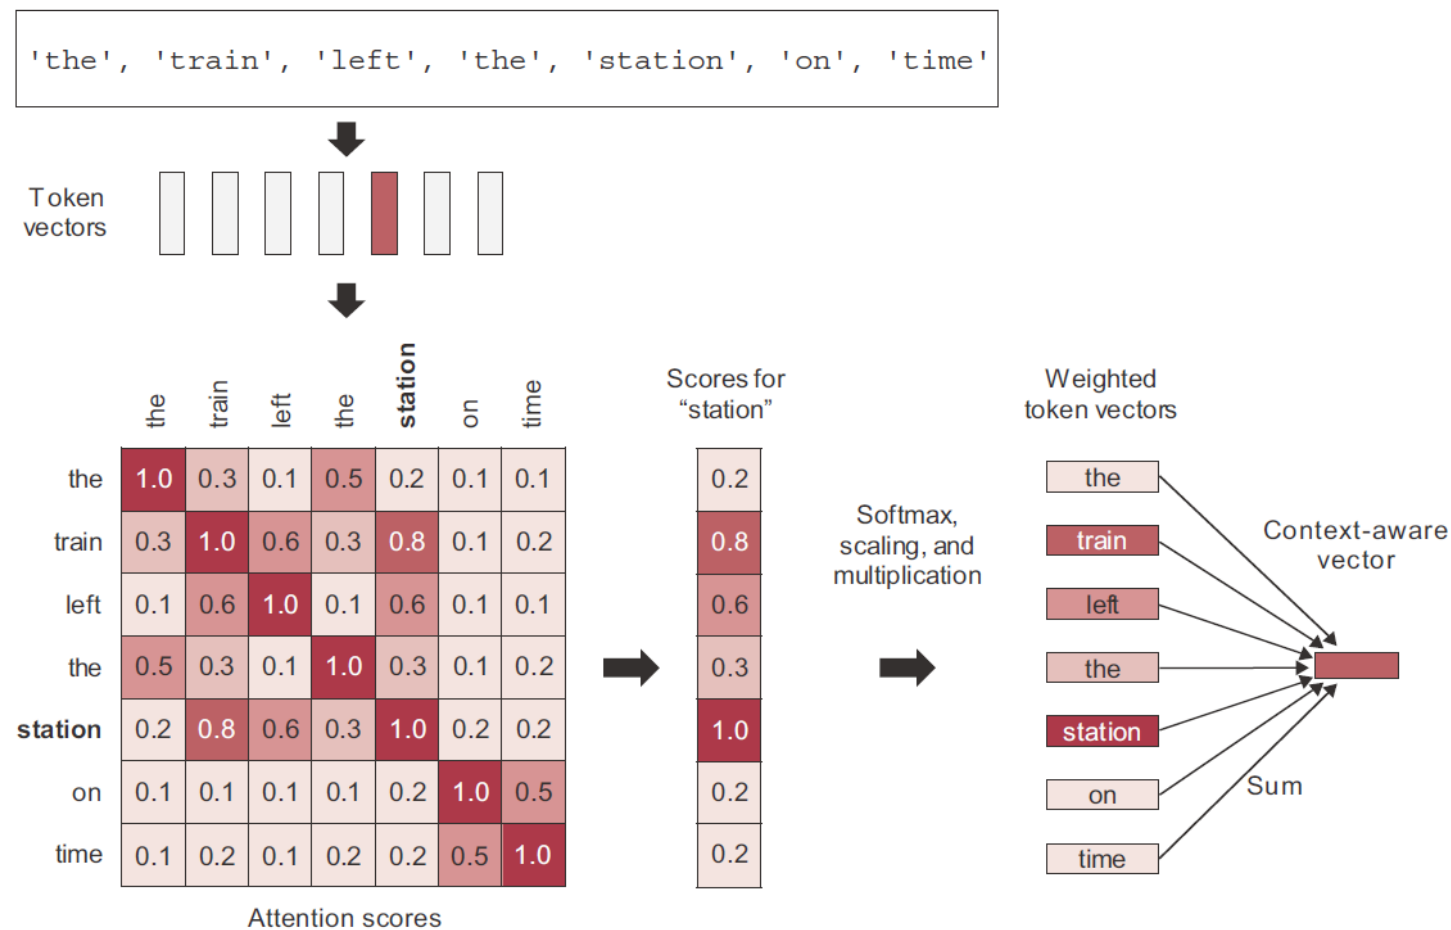 'the', 'train', 'left', 'the', 'station', 'on', 'time'
Token
vectors
the train left the station on time
the 1.0 0.3 0.1 0.5 0.2 0.1 0.1
train 0.3 1.0 0.6 0.3 0.8 0.1 0.2
left 0.1 0.6 1.0 0.1 0.6 0.1 0.1
the 0.5 0.3 0.1 1.0 0.3 0.1 0.2
station 0.2 0.8 0.6 0.3 1.0 0.2 0.2
on 0.1 0.1 0.1 0.1 0.2 1.0 0.5
time 0.1 0.2 0.1 0.2 0.2 0.5 1.0
Attention scores
Scores for
“station”
0.2
0.8
0.6
0.3
1.0
0.2
0.2
Softmax,
scaling, and
multiplication
Weighted
token vectors
the
train
left
the
station
on
time
Sum
Context-aware
vector